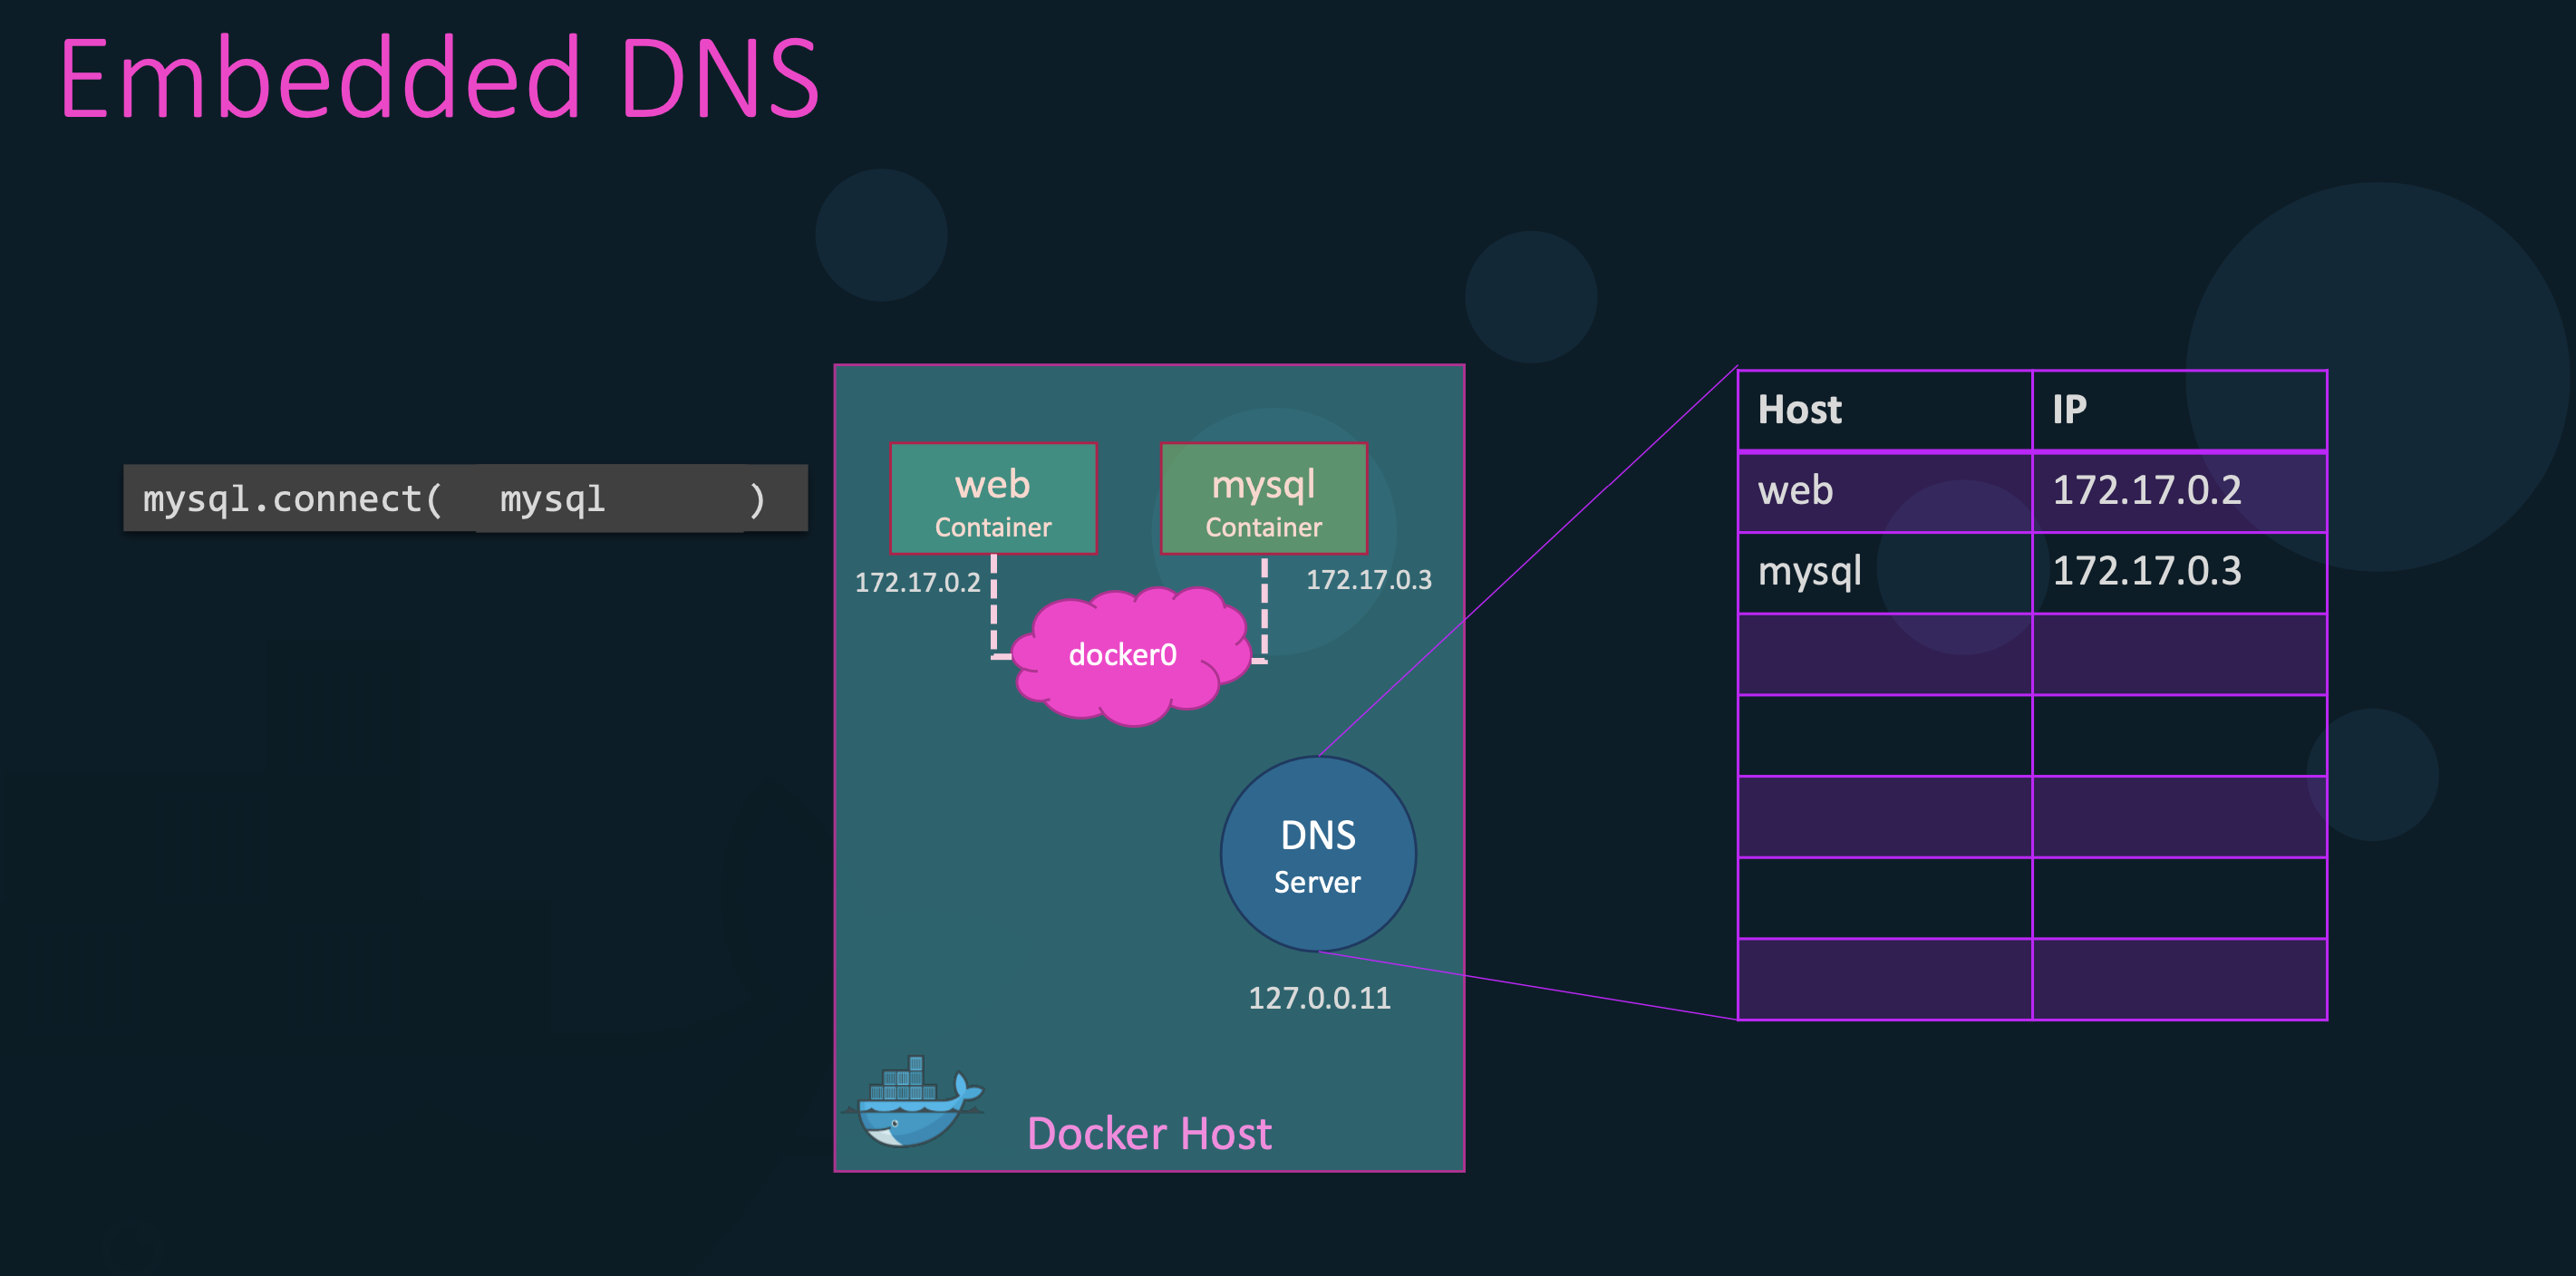 Embedded DNS
mysql.connect( mysql )
web
Container
mysql
Container
172.17.0.2
172.17.0.3
docker0
DNS
Server
127.0.0.11
Docker Host
Host IP
web 172.17.0.2
mysql 172.17.0.3